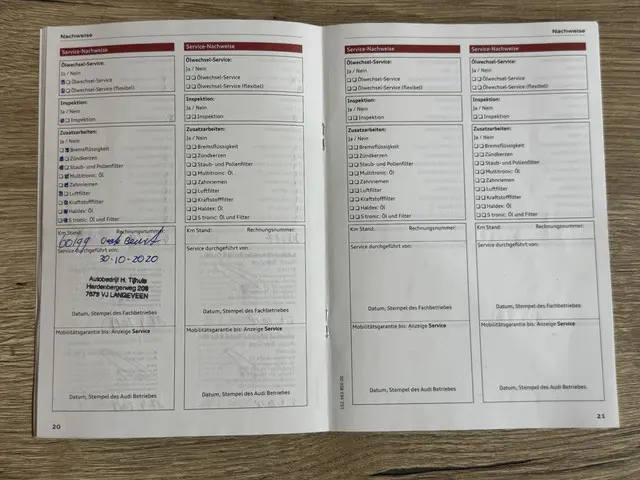 Nachweise
Service-Nachweise
Ölwechsel-Service:
Ja / Nein
Ölwechsel-Service
Ölwechsel-Service (flexibel)
Inspektion:
Ja / Nein
Inspektion
Zusatzarbeiten:
Ja / Nein
Bremsflüssigkeit
Zündkerzen
Staub- und Pollenfilter
Multitronic: Öl
Zahnriemen
Luftfilter
Kraftstofffilter
Haldex: Öl
S tronic: Öl und Filter
Km Stand: Rechnungsnummer:
60199
Service durchgeführt von:
30-10-2020
Autobedrijf H. Tijhuis
Hardenbergerweg 209
7679 VJ LANGEVEEN
Datum, Stempel des Fachbetriebes
Mobilitätsgarantie bis: Anzeige Service
Datum, Stempel des Audi Betriebes
20
Service-Nachweise
Ölwechsel-Service:
Ja / Nein
Ölwechsel-Service
Ölwechsel-Service (flexibel)
Inspektion:
Ja / Nein
Inspektion
Zusatzarbeiten:
Ja / Nein
Bremsflüssigkeit
Zündkerzen
Staub- und Pollenfilter
Multitronic: Öl
Zahnriemen
Luftfilter
Kraftstofffilter
Haldex: Öl
S tronic: Öl und Filter
Km Stand: Rechnungsnummer:
Service durchgeführt von:
Datum, Stempel des Fachbetriebes
Mobilitätsgarantie bis: Anzeige Service
Datum, Stempel des Audi Betriebes
Nachweise
Service-Nachweise
Ölwechsel-Service:
Ja / Nein
Ölwechsel-Service
Ölwechsel-Service (flexibel)
Inspektion:
Ja / Nein
Inspektion
Zusatzarbeiten:
Ja / Nein
Bremsflüssigkeit
Zündkerzen
Staub- und Pollenfilter
Multitronic: Öl
Zahnriemen
Luftfilter
Kraftstofffilter
Haldex: Öl
S tronic: Öl und Filter
Km Stand: Rechnungsnummer:
Service durchgeführt von:
Datum, Stempel des Fachbetriebes
Mobilitätsgarantie bis: Anzeige Service
Datum, Stempel des Audi Betriebes
Service-Nachweise
Ölwechsel-Service:
Ja / Nein
Ölwechsel-Service
Ölwechsel-Service (flexibel)
Inspektion:
Ja / Nein
Inspektion
Zusatzarbeiten:
Ja / Nein
Bremsflüssigkeit
Zündkerzen
Staub- und Pollenfilter
Multitronic: Öl
Zahnriemen
Luftfilter
Kraftstofffilter
Haldex: Öl
S tronic: Öl und Filter
Km Stand: Rechnungsnummer:
Service durchgeführt von:
Datum, Stempel des Fachbetriebes
Mobilitätsgarantie bis: Anzeige Service
Datum, Stempel des Audi Betriebes
21